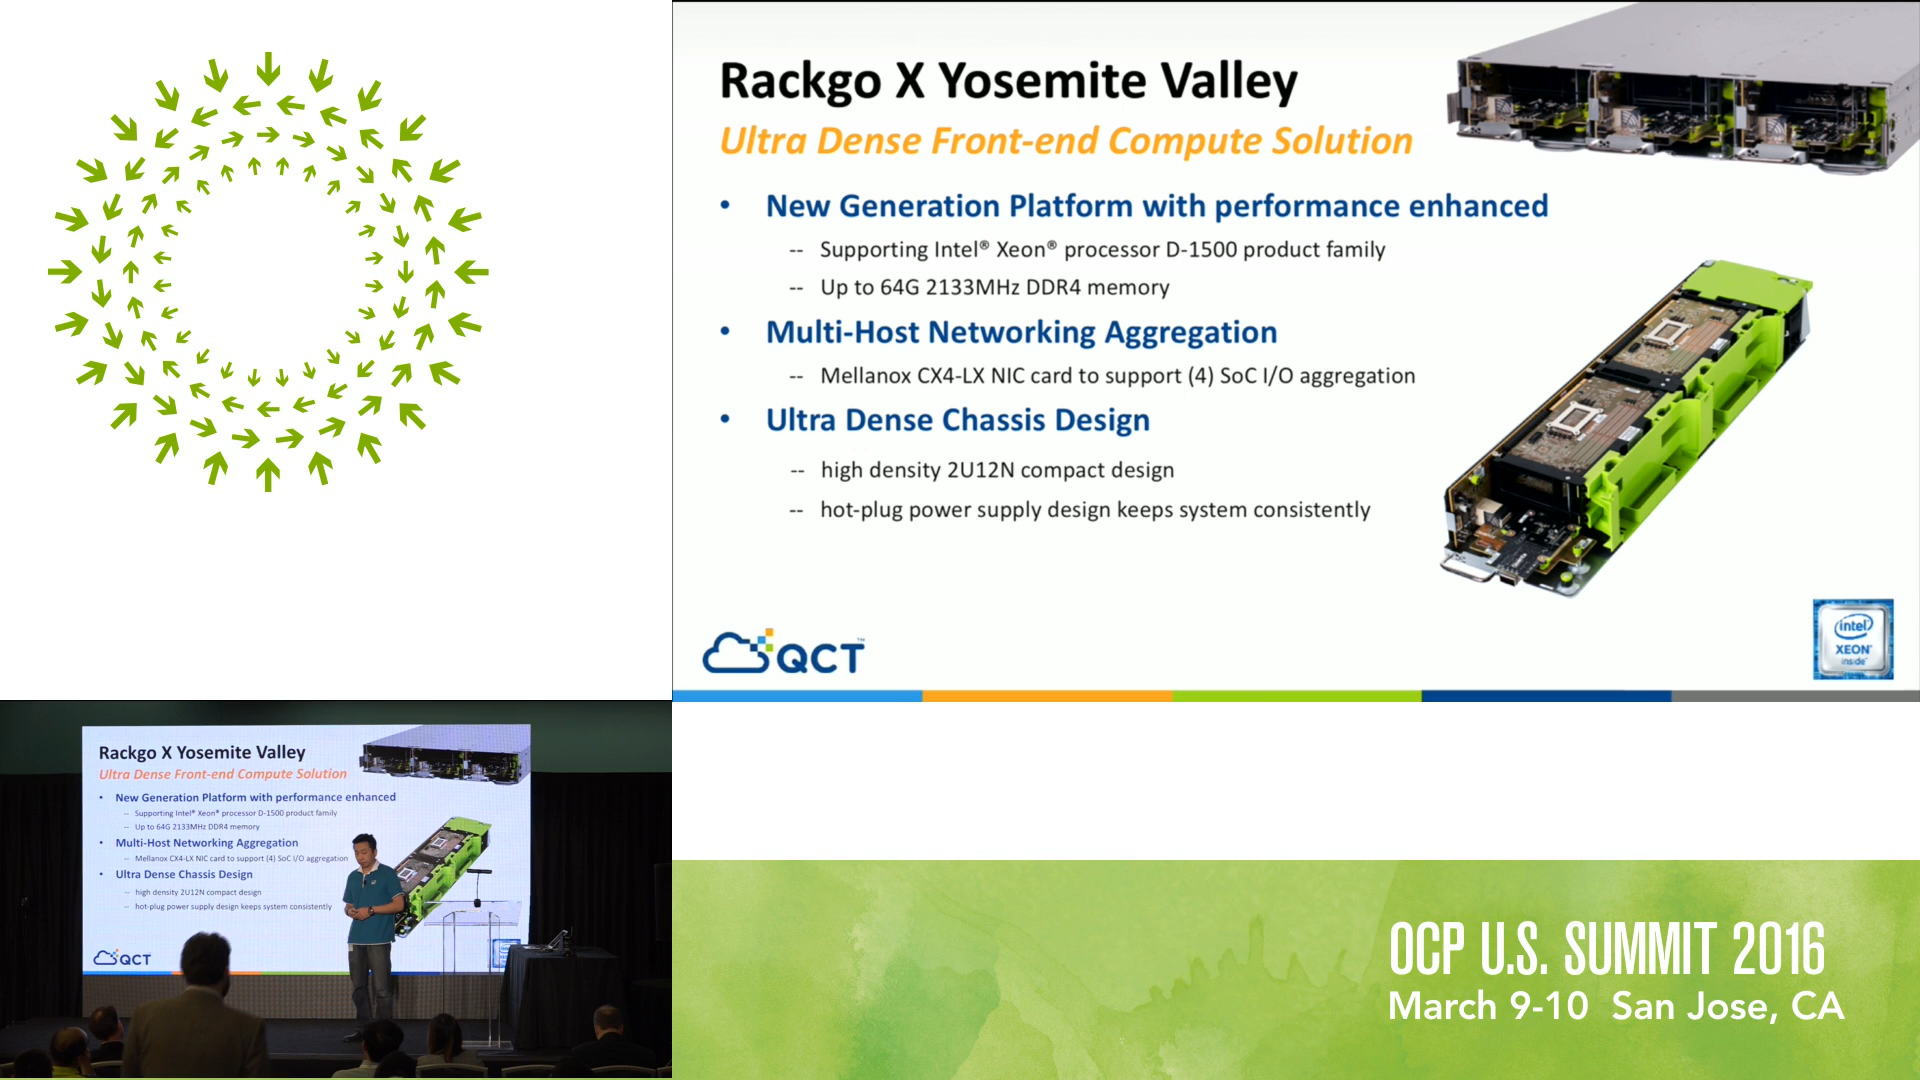 Rackgo X Yosemite Valley
Ultra Dense Front-end Compute Solution
• New Generation Platform with performance enhanced
-- Supporting Intel® Xeon® processor D-1500 product family
-- Up to 64G 2133MHz DDR4 memory
• Multi-Host Networking Aggregation
-- Mellanox CX4-LX NIC card to support (4) SoC I/O aggregation
• Ultra Dense Chassis Design
-- high density 2U12N compact design
-- hot-plug power supply design keeps system consistently
QCT™
intel®
XEON®
inside™
Rackgo X Yosemite Valley
Ultra Dense Front-end Compute Solution
• New Generation Platform with performance enhanced
-- Supporting Intel® Xeon® processor D-1500 product family
-- Up to 64G 2133MHz DDR4 memory
• Multi-Host Networking Aggregation
-- Mellanox CX4-LX NIC card to support (4) SoC I/O aggregation
• Ultra Dense Chassis Design
-- high density 2U12N compact design
-- hot-plug power supply design keeps system consistently
QCT
OCP U.S. SUMMIT 2016
March 9-10 San Jose, CA